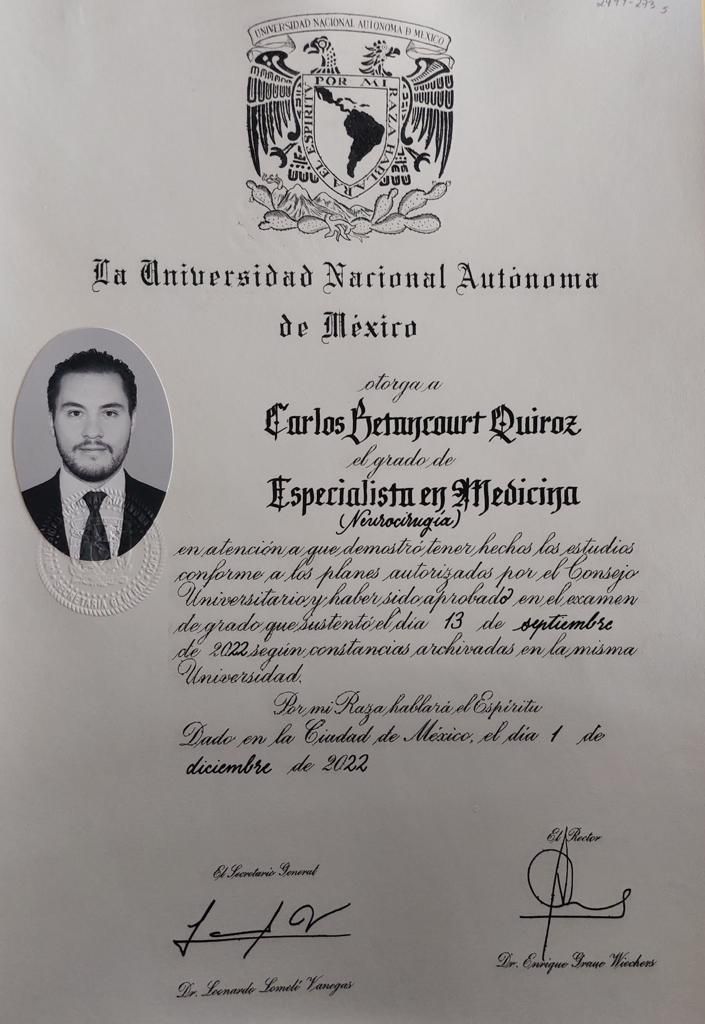 UNIVERSIDAD NACIONAL AUTONOMA D MEXICO
POR MI RAZA HABLARA EL ESPIRITU
La Universidad Nacional Autónoma
de México
otorga a
Carlos Betancourt Quiroz
el grado de
Especialista en Medicina
(Neurocirugía)
en atención a que demostró tener hechos los estudios
conforme a los planes autorizados por el Consejo
Universitario y haber sido aprobado en el examen
de grado que sustentó el día 13 de septiembre
de 2022 según constancias archivadas en la misma
Universidad.
Por mi Raza hablará el Espíritu
Dado en la Ciudad de México, el día 1 de
diciembre de 2022
El Rector
El Secretario General
Dr. Enrique Graue Wiechers
Dr. Leonardo Lomelí Vanegas
SECRETARIA GENERAL